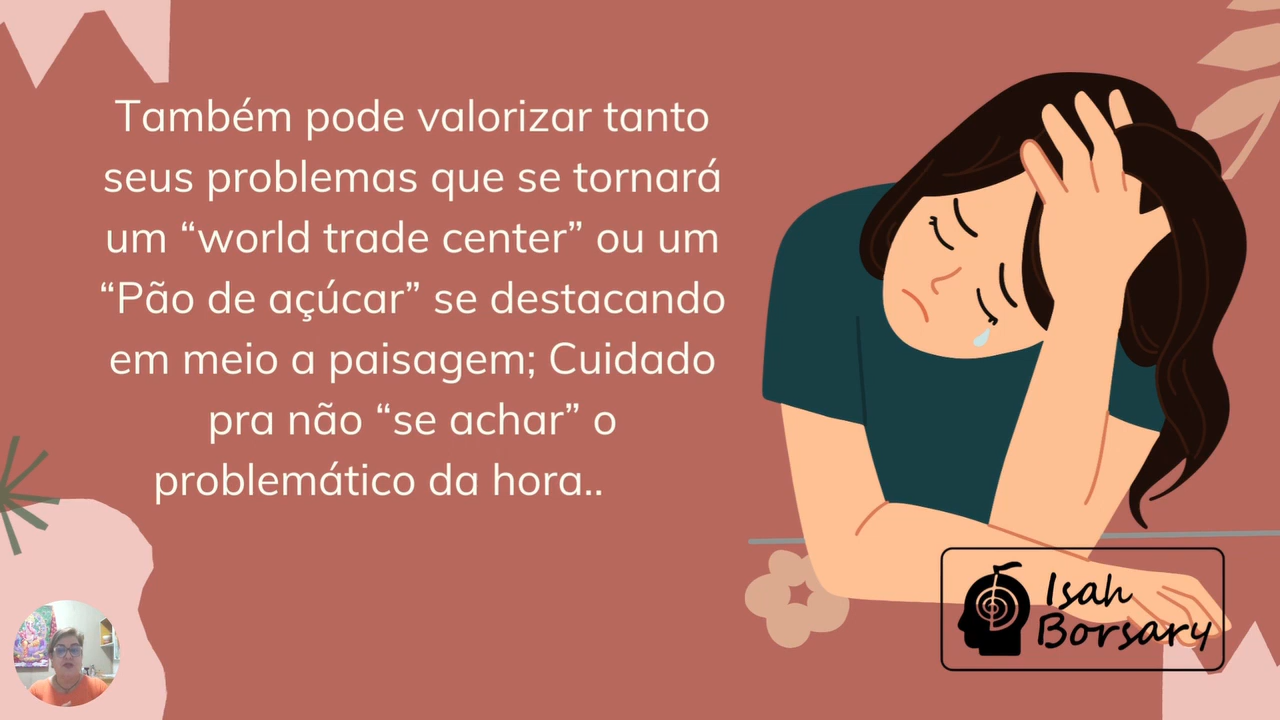 Também pode valorizar tanto
seus problemas que se tornará
um “world trade center” ou um
“Pão de açúcar” se destacando
em meio a paisagem; Cuidado
pra não “se achar” o
problemático da hora..
Isah
Borsary